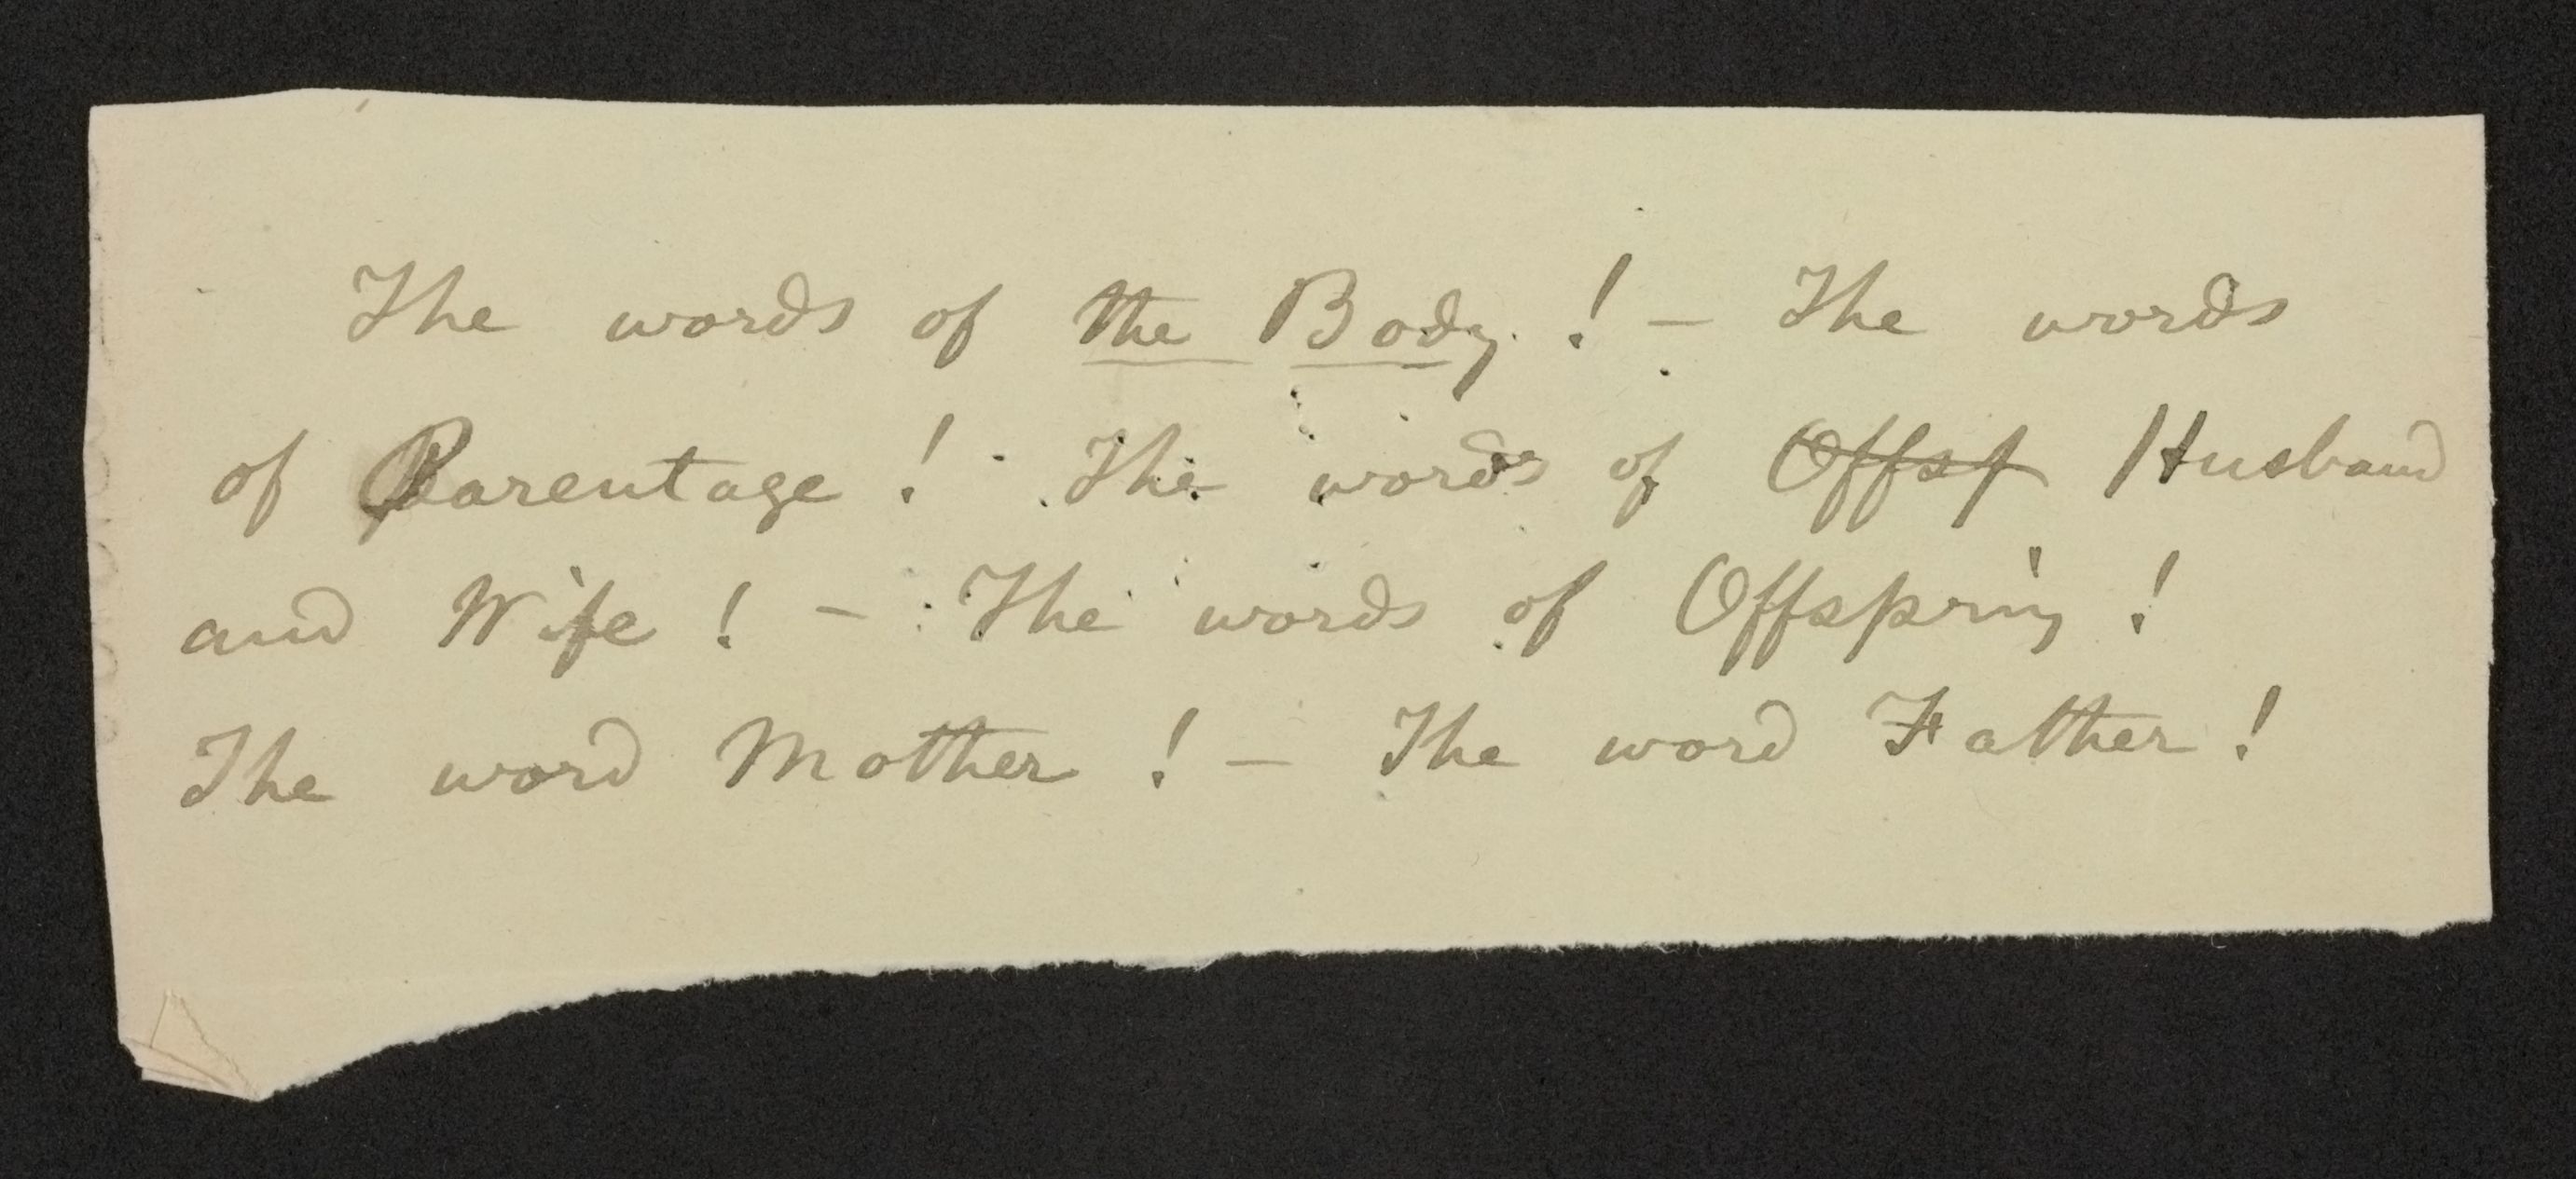 The words of the Body! — The words
of Parentage! The words of Offsp Husband
and Wife! — The words of Offspring!
The word Mother! — The word Father!